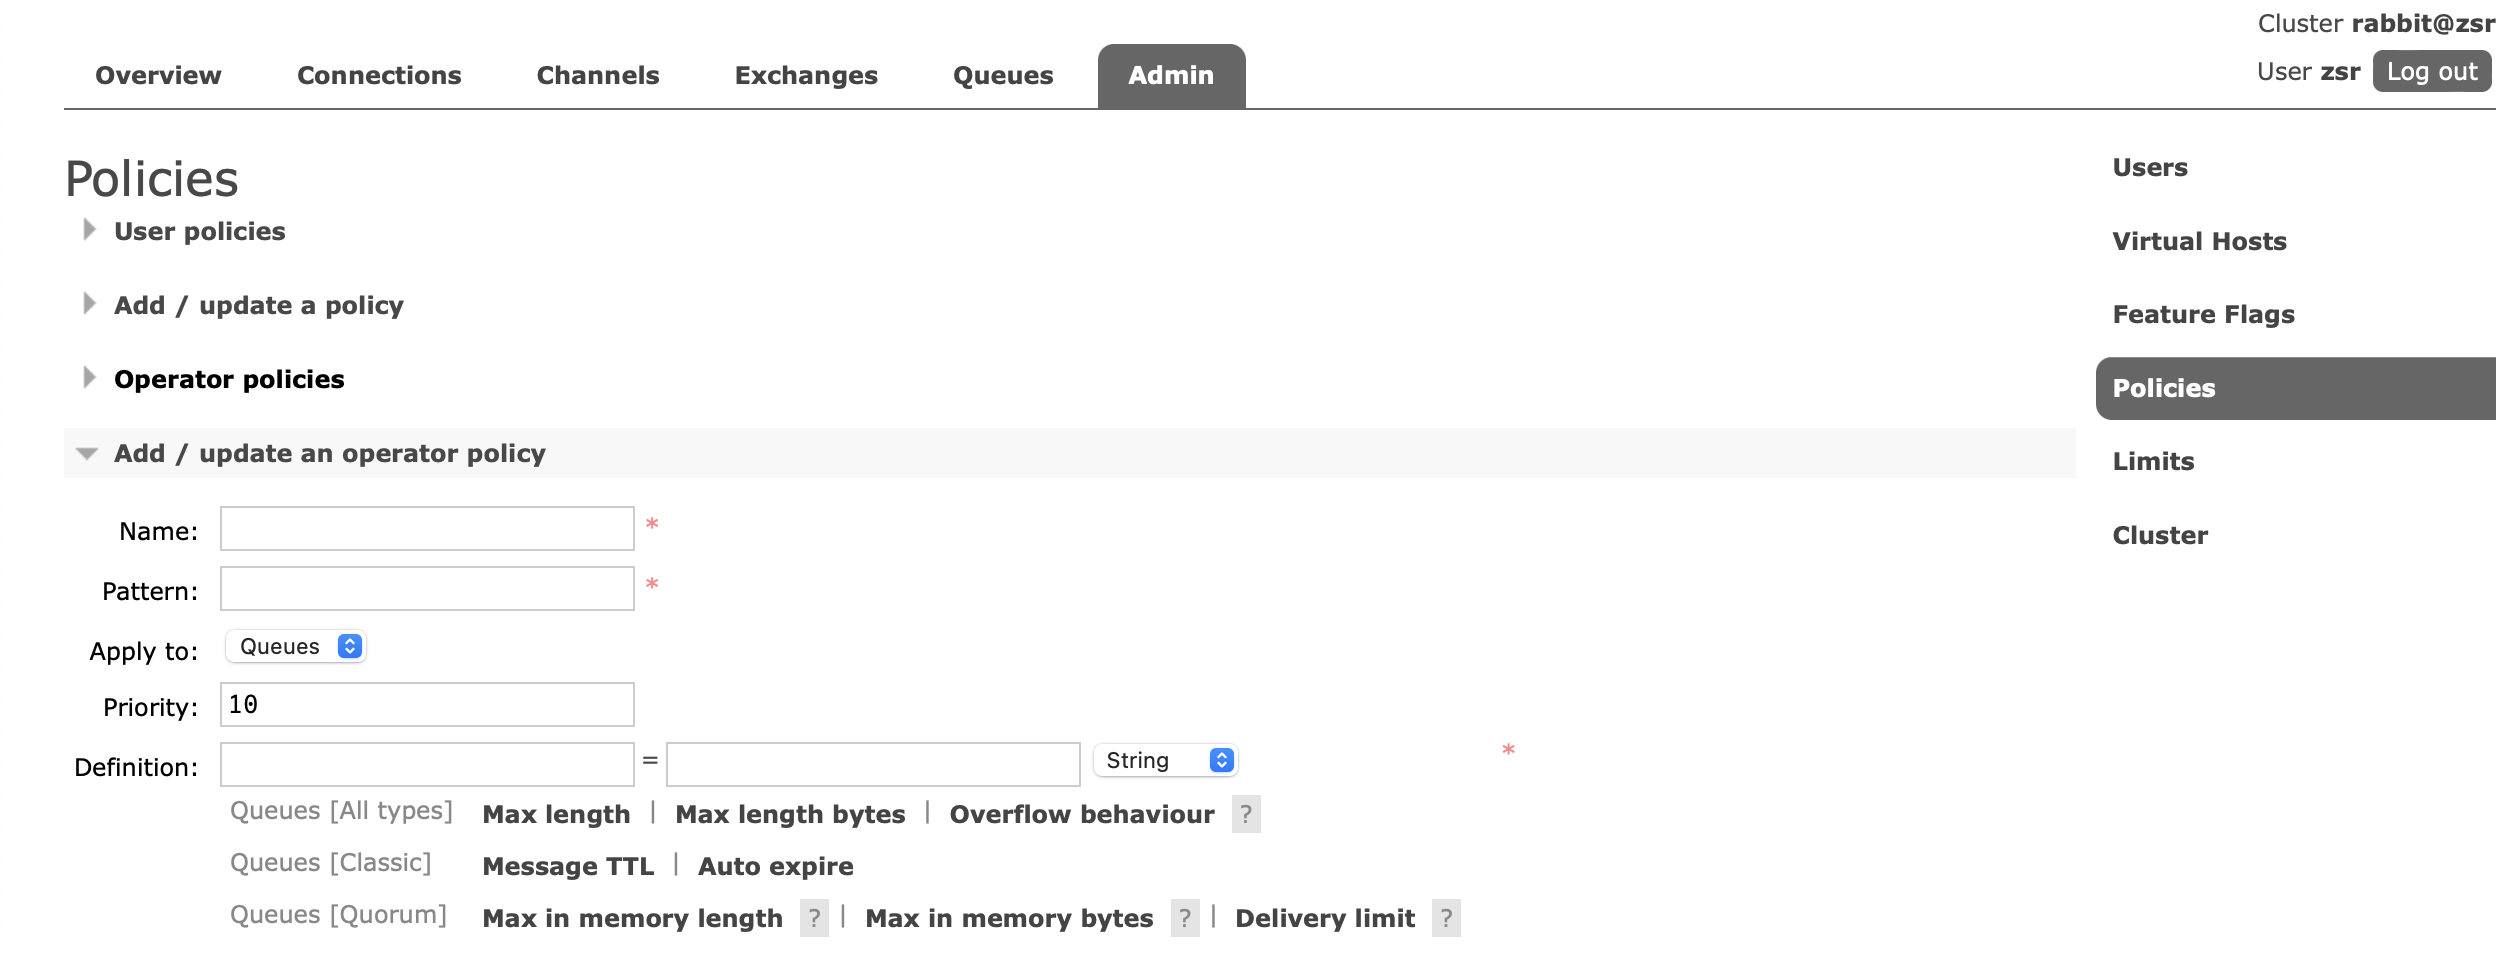 Cluster rabbit@zsr
Overview Connections Channels Exchanges Queues Admin
User zsr Log out
Policies
User policies
Add / update a policy
Operator policies
Add / update an operator policy
Name: *
Pattern: *
Apply to: Queues
Priority: 10
Definition: = String *
Queues [All types] Max length | Max length bytes | Overflow behaviour ?
Queues [Classic] Message TTL | Auto expire
Queues [Quorum] Max in memory length ? | Max in memory bytes ? | Delivery limit ?
Users
Virtual Hosts
Feature Flags
Policies
Limits
Cluster